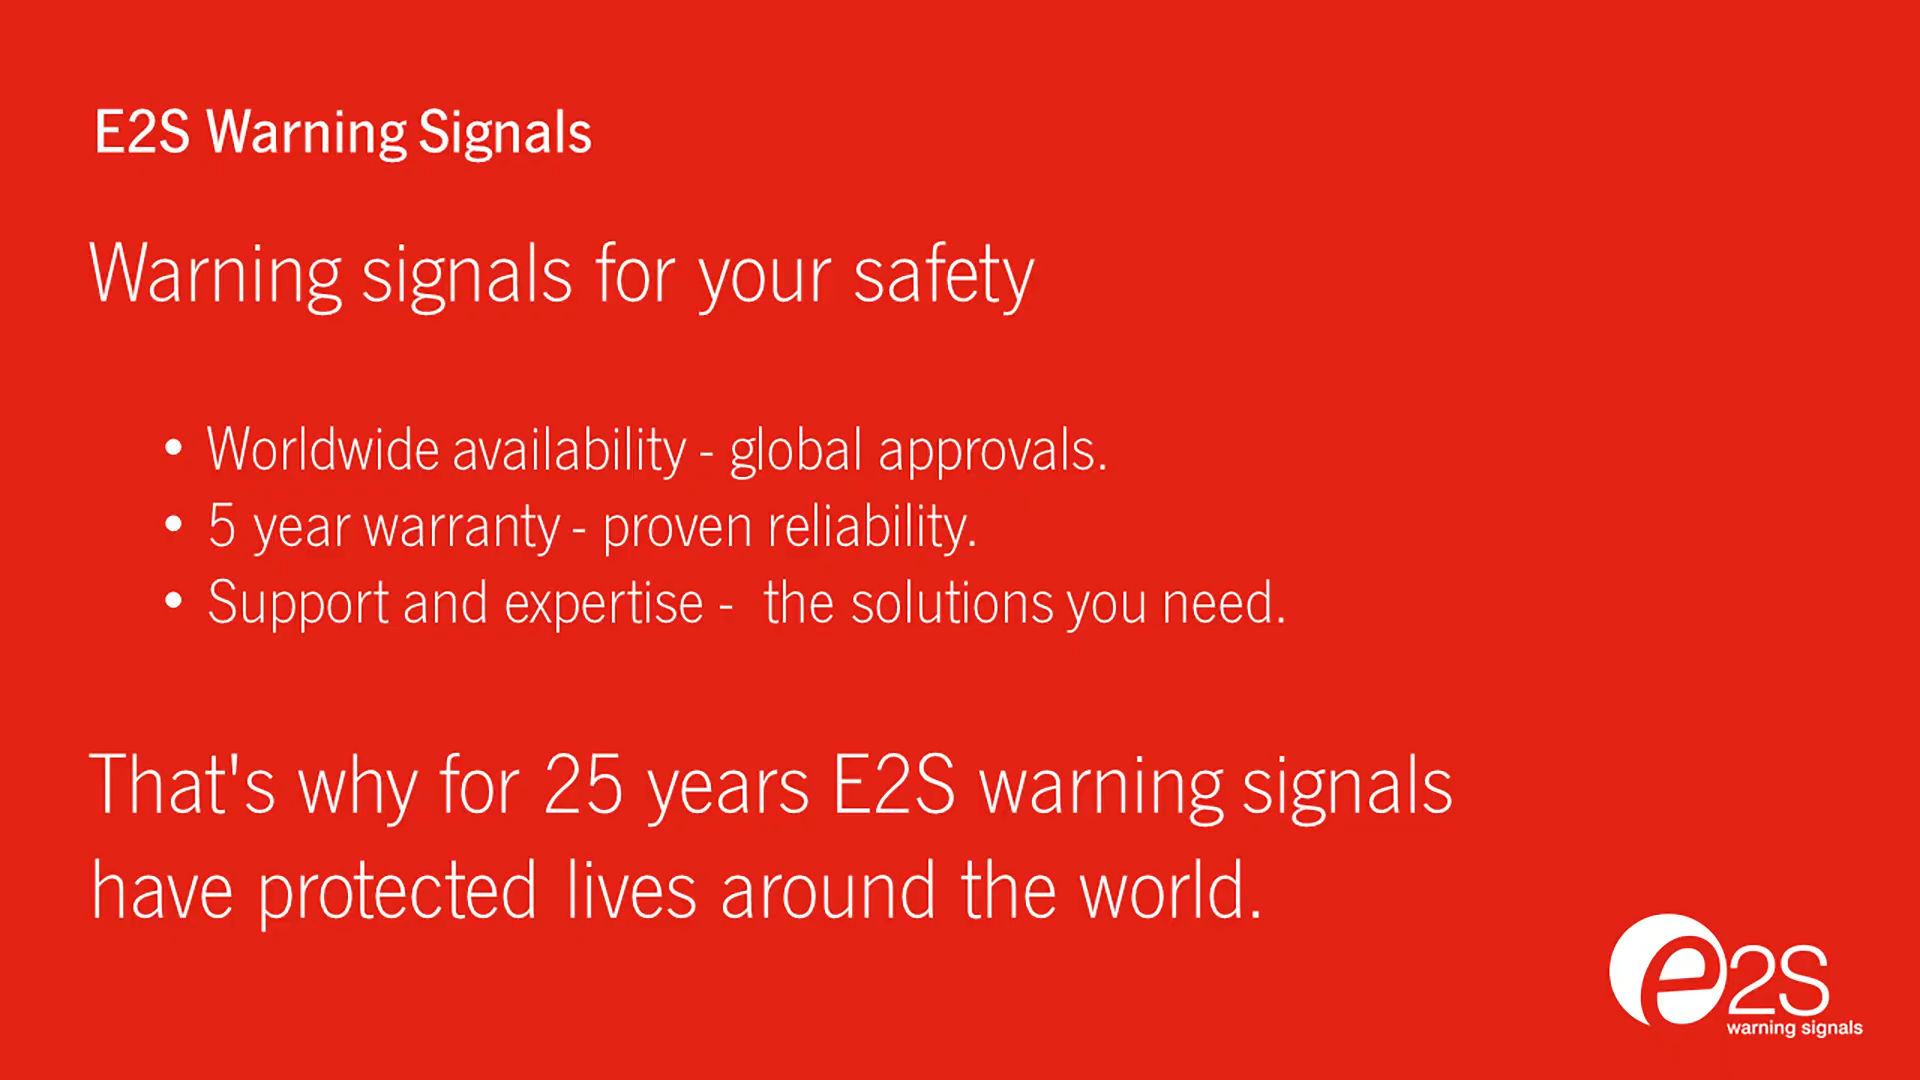 E2S Warning Signals
Warning signals for your safety
• Worldwide availability - global approvals.
• 5 year warranty - proven reliability.
• Support and expertise -  the solutions you need.
That's why for 25 years E2S warning signals
have protected lives around the world.
e2S
warning signals